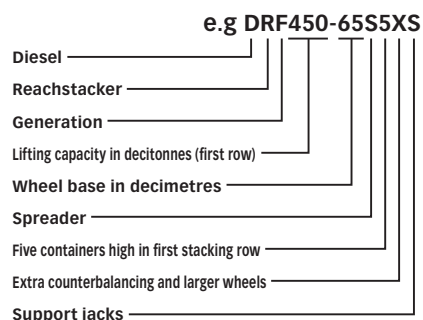 e.g DRF450-65S5XS
Diesel
Reachstacker
Generation
Lifting capacity in decitonnes (first row)
Wheel base in decimetres
Spreader
Five containers high in first stacking row
Extra counterbalancing and larger wheels
Support jacks